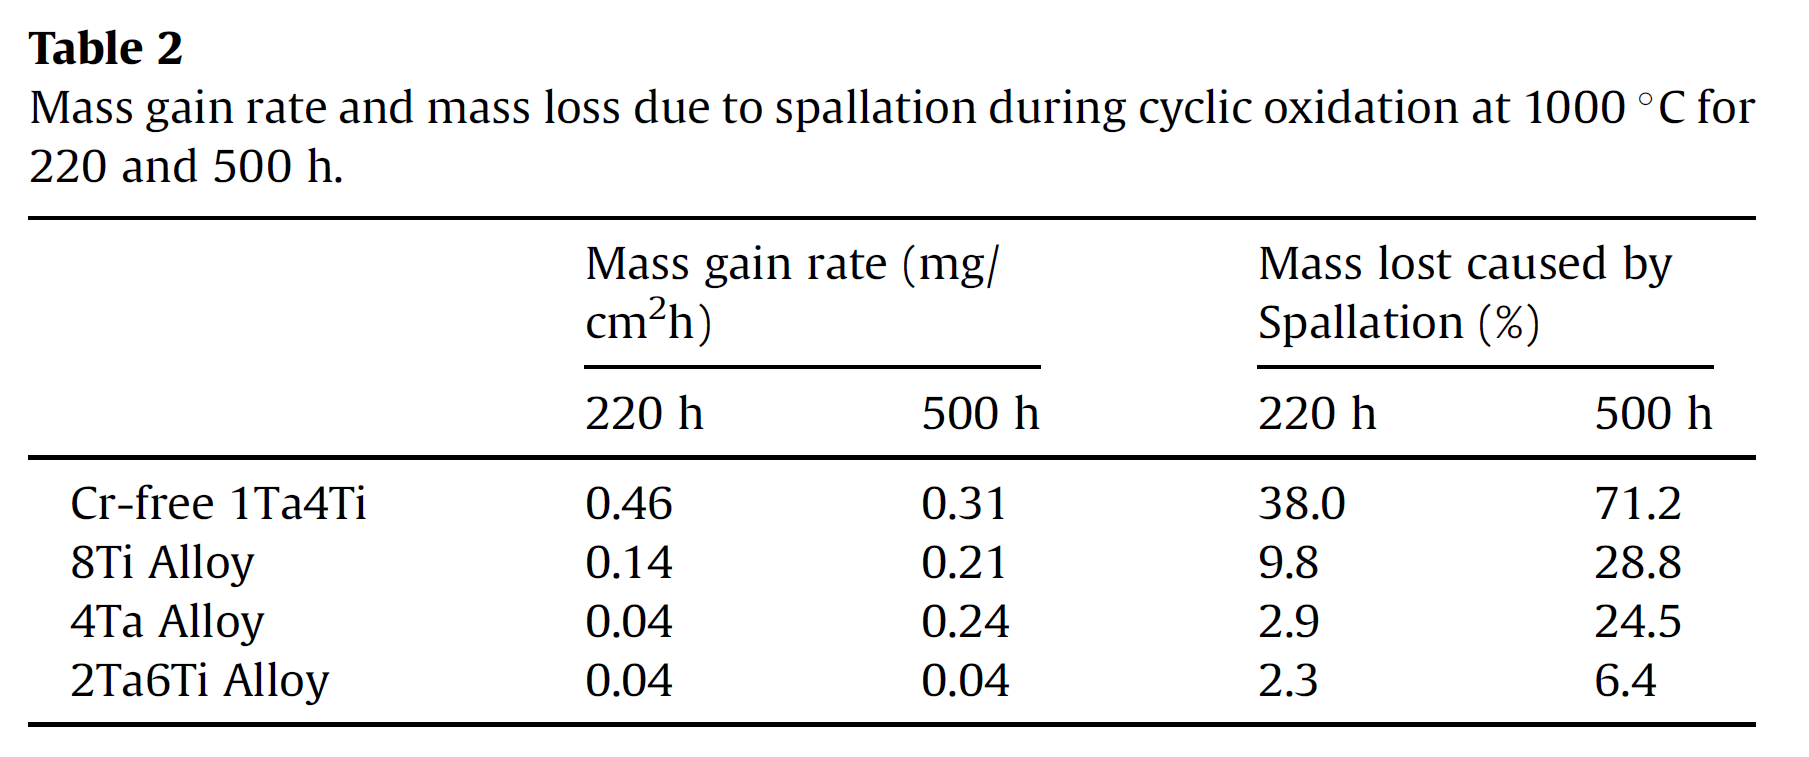 Table 2
Mass gain rate and mass loss due to spallation during cyclic oxidation at 1000 °C for
220 and 500 h.
Mass gain rate (mg/ Mass lost caused by
cm²h) Spallation (%)
220 h 500 h 220 h 500 h
Cr-free 1Ta4Ti 0.46 0.31 38.0 71.2
8Ti Alloy 0.14 0.21 9.8 28.8
4Ta Alloy 0.04 0.24 2.9 24.5
2Ta6Ti Alloy 0.04 0.04 2.3 6.4